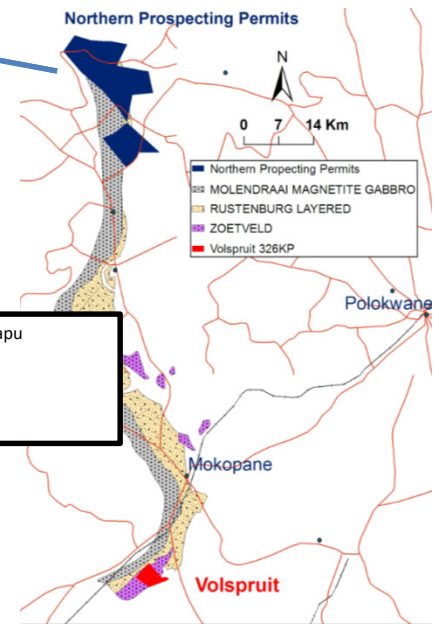 Northern Prospecting Permits
N
0 7 14 Km
Northern Propecting Permits
MOLENDRAAI MAGNETITE GABBRO
RUSTENBURG LAYERED
ZOETVELD
Volspruit 326KP
Polokwane
apu
Mokopane
Volspruit